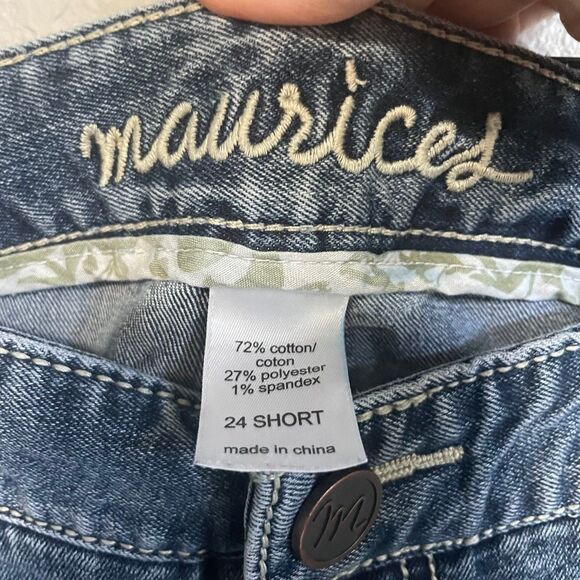 maurices
72% cotton/
coton
27% polyester
1% spandex
24 SHORT
made in china
m